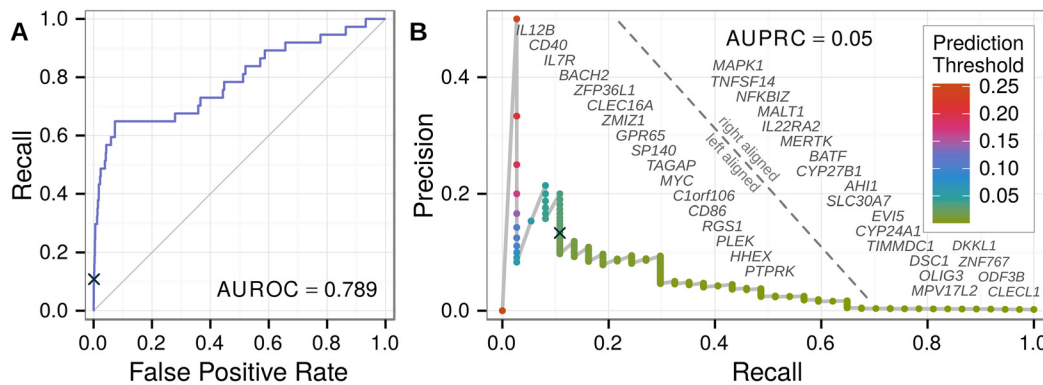 A
1.0
0.8
0.6
0.4
0.2
0.0
Recall
AUROC = 0.789
0.0 0.2 0.4 0.6 0.8 1.0
False Positive Rate
B
0.4
0.2
0.0
Precision
AUPRC = 0.05
IL12B
CD40
IL7R
BACH2
ZFP36L1
CLEC16A
ZMIZ1
GPR65
SP140
TAGAP
MYC
C1orf106
CD86
RGS1
PLEK
HHEX
PTPRK
right aligned
left aligned
MAPK1
TNFSF14
NFKBIZ
MALT1
IL22RA2
MERTK
BATF
CYP27B1
AHI1
SLC30A7
EVI5
CYP24A1
TIMMDC1
DSC1
OLIG3
MPV17L2
DKKL1
ZNF767
ODF3B
CLECL1
Prediction
Threshold
0.25
0.20
0.15
0.10
0.05
0.0 0.2 0.4 0.6 0.8 1.0
Recall